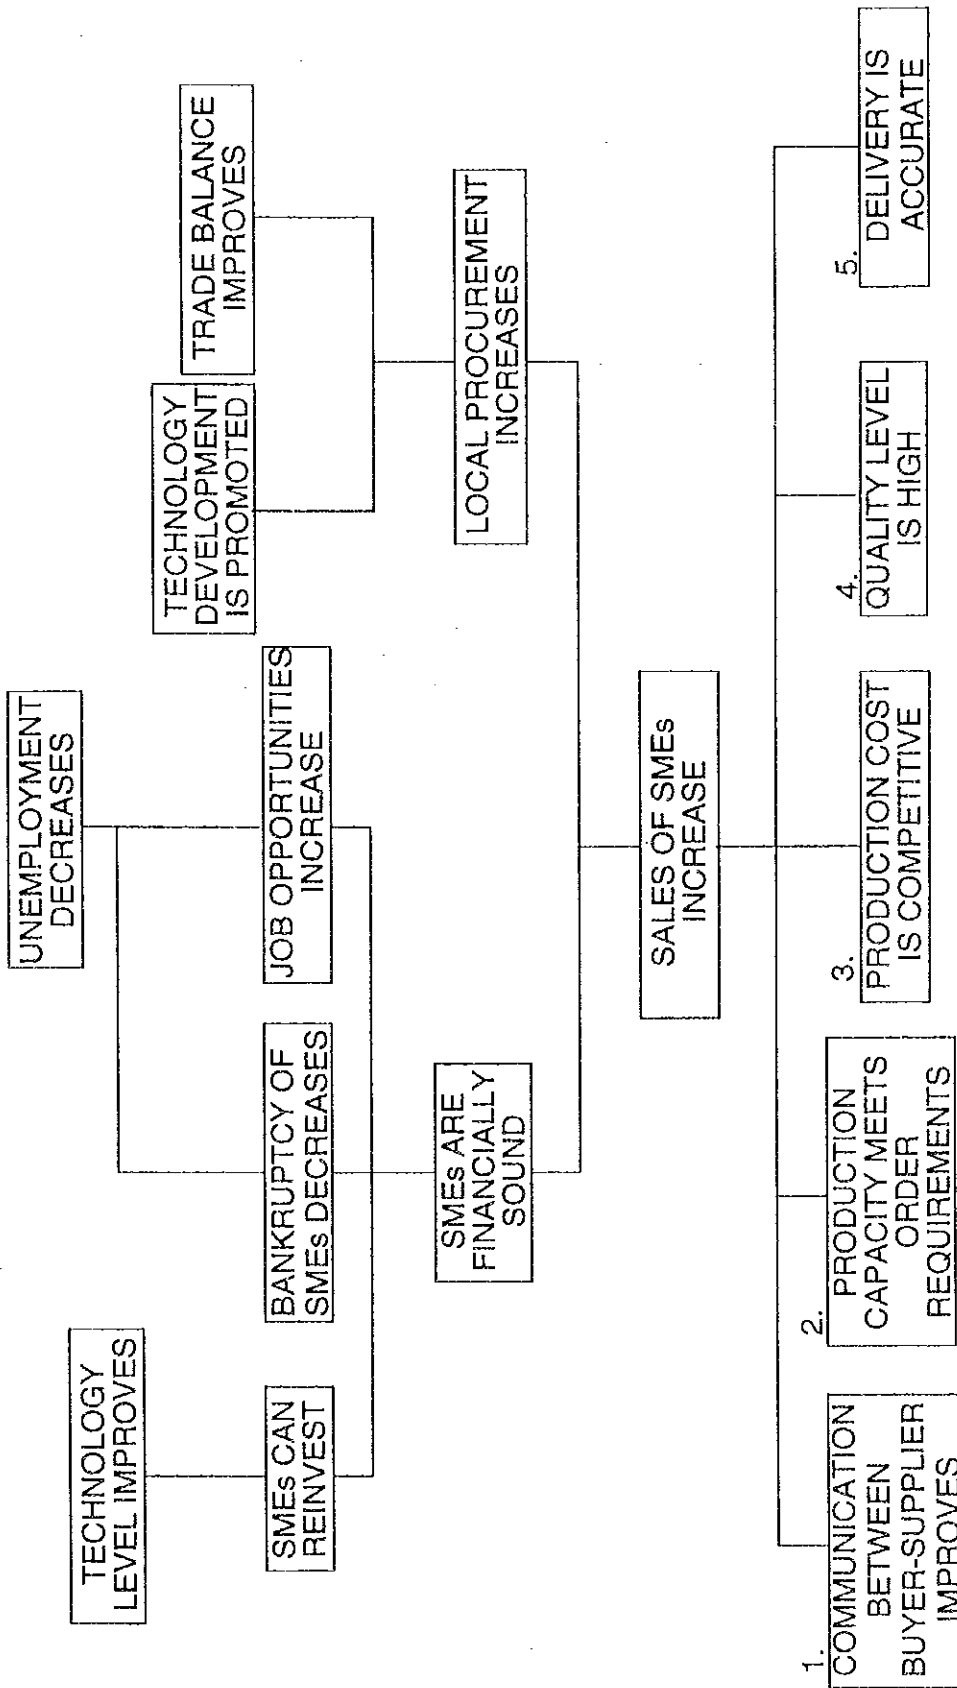 UNEMPLOYMENT
DECREASES
TECHNOLOGY
LEVEL IMPROVES
TECHNOLOGY
DEVELOPMENT
IS PROMOTED
TRADE BALANCE
IMPROVES
SMEs CAN
REINVEST
BANKRUPTCY OF
SMEs DECREASES
JOB OPPORTUNITIES
INCREASE
SMEs ARE
FINANCIALLY
SOUND
LOCAL PROCUREMENT
INCREASES
SALES OF SMEs
INCREASE
1.
COMMUNICATION
BETWEEN
BUYER-SUPPLIER
IMPROVES
2.
PRODUCTION
CAPACITY MEETS
ORDER
REQUIREMENTS
3.
PRODUCTION COST
IS COMPETITIVE
4.
QUALITY LEVEL
IS HIGH
5.
DELIVERY IS
ACCURATE